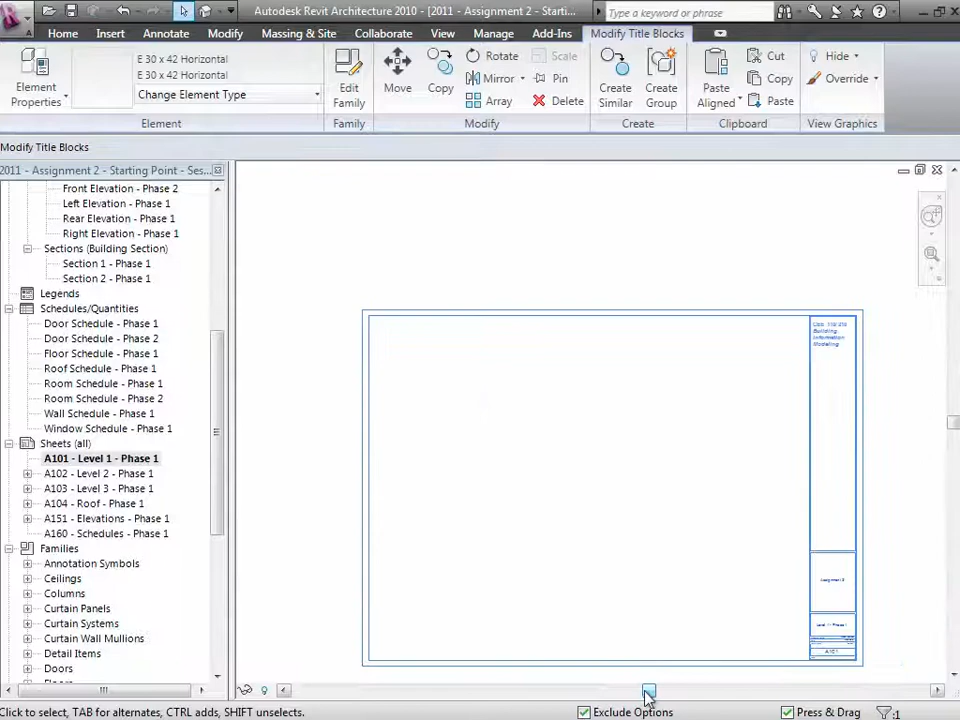 Autodesk Revit Architecture 2010 - [2011 - Assignment 2 - Starti...
Type a keyword or phrase
Home Insert Annotate Modify Massing & Site Collaborate View Manage Add-Ins Modify Title Blocks
Element Properties
E 30 x 42 Horizontal
E 30 x 42 Horizontal
Change Element Type
Edit Family
Move
Copy
Rotate
Mirror
Array
Scale
Pin
Delete
Create Similar
Create Group
Paste Aligned
Cut
Copy
Paste
Hide
Override
Element Family Modify Create Clipboard View Graphics
Modify Title Blocks
2011 - Assignment 2 - Starting Point - Ses...
Front Elevation - Phase 2
Left Elevation - Phase 1
Rear Elevation - Phase 1
Right Elevation - Phase 1
Sections (Building Section)
Section 1 - Phase 1
Section 2 - Phase 1
Legends
Schedules/Quantities
Door Schedule - Phase 1
Door Schedule - Phase 2
Floor Schedule - Phase 1
Roof Schedule - Phase 1
Room Schedule - Phase 1
Room Schedule - Phase 2
Wall Schedule - Phase 1
Window Schedule - Phase 1
Sheets (all)
A101 - Level 1 - Phase 1
A102 - Level 2 - Phase 1
A103 - Level 3 - Phase 1
A104 - Roof - Phase 1
A151 - Elevations - Phase 1
A160 - Schedules - Phase 1
Families
Annotation Symbols
Ceilings
Columns
Curtain Panels
Curtain Systems
Curtain Wall Mullions
Detail Items
Doors
Building
Information
Modeling
Assignment 2
Level 1 - Phase 1
A101
Click to select, TAB for alternates, CTRL adds, SHIFT unselects.
Exclude Options
Press & Drag
:1